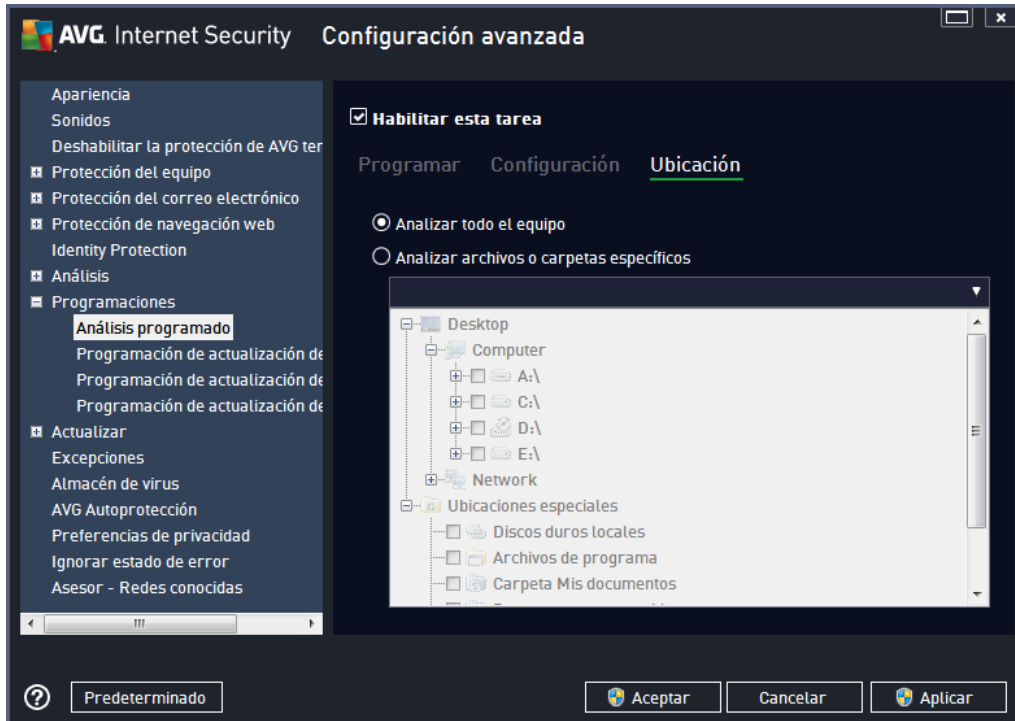 AVG. Internet Security Configuración avanzada
Apariencia
Sonidos
Deshabilitar la protección de AVG ter
Protección del equipo
Protección del correo electrónico
Protección de navegación web
Identity Protection
Análisis
Programaciones
Análisis programado
Programación de actualización de
Programación de actualización de
Programación de actualización de
Actualizar
Excepciones
Almacén de virus
AVG Autoprotección
Preferencias de privacidad
Ignorar estado de error
Asesor - Redes conocidas
Habilitar esta tarea
Programar Configuración Ubicación
Analizar todo el equipo
Analizar archivos o carpetas específicos
Desktop
Computer
A:\
C:\
D:\
E:\
Network
Ubicaciones especiales
Discos duros locales
Archivos de programa
Carpeta Mis documentos
Predeterminado
Aceptar
Cancelar
Aplicar